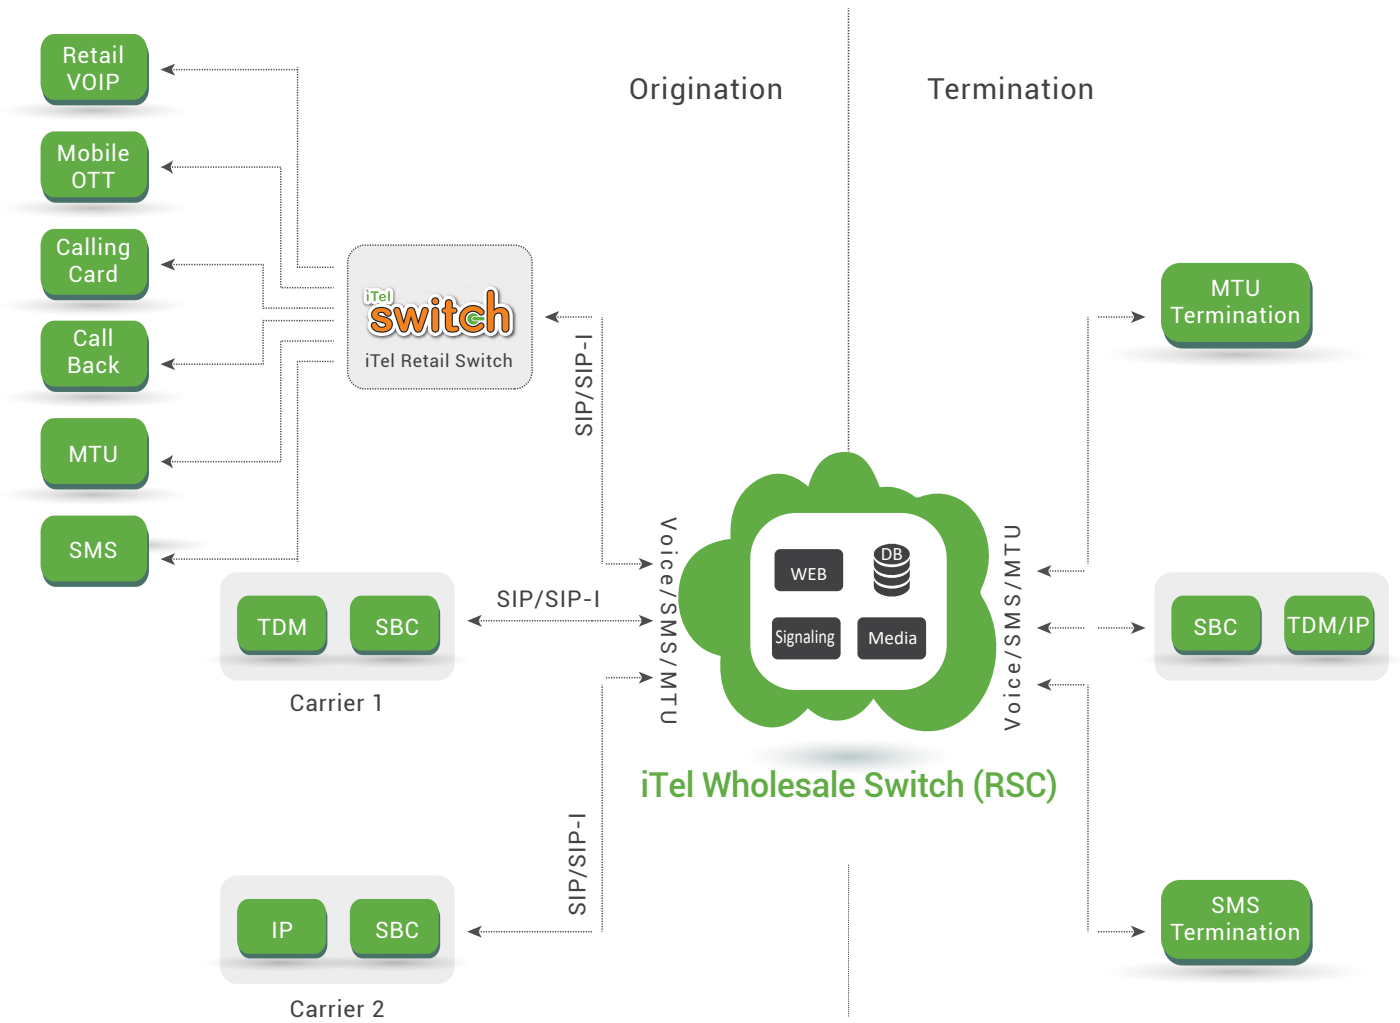 Origination
Termination
Retail
VOIP
Mobile
OTT
Calling
Card
Call
Back
MTU
SMS
iTel
switch
iTel Retail Switch
SIP/SIP-I
SIP/SIP-I
SIP/SIP-I
TDM
SBC
Carrier 1
IP
SBC
Carrier 2
Voice/SMS/MTU
WEB
DB
Signaling
Media
iTel Wholesale Switch (RSC)
Voice/SMS/MTU
MTU
Termination
SBC
TDM/IP
SMS
Termination